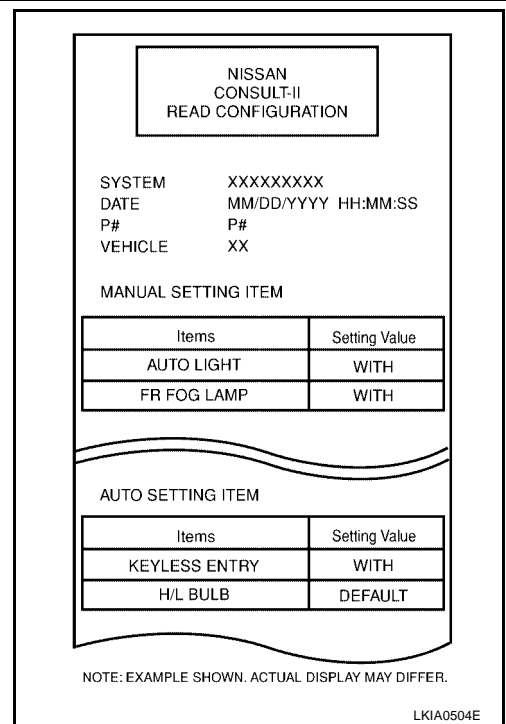 NISSAN
CONSULT-II
READ CONFIGURATION
SYSTEM XXXXXXXXX
DATE MM/DD/YYYY HH:MM:SS
P# P#
VEHICLE XX
MANUAL SETTING ITEM
Items Setting Value
AUTO LIGHT WITH
FR FOG LAMP WITH
AUTO SETTING ITEM
Items Setting Value
KEYLESS ENTRY WITH
H/L BULB DEFAULT
NOTE: EXAMPLE SHOWN. ACTUAL DISPLAY MAY DIFFER.
LKIA0504E